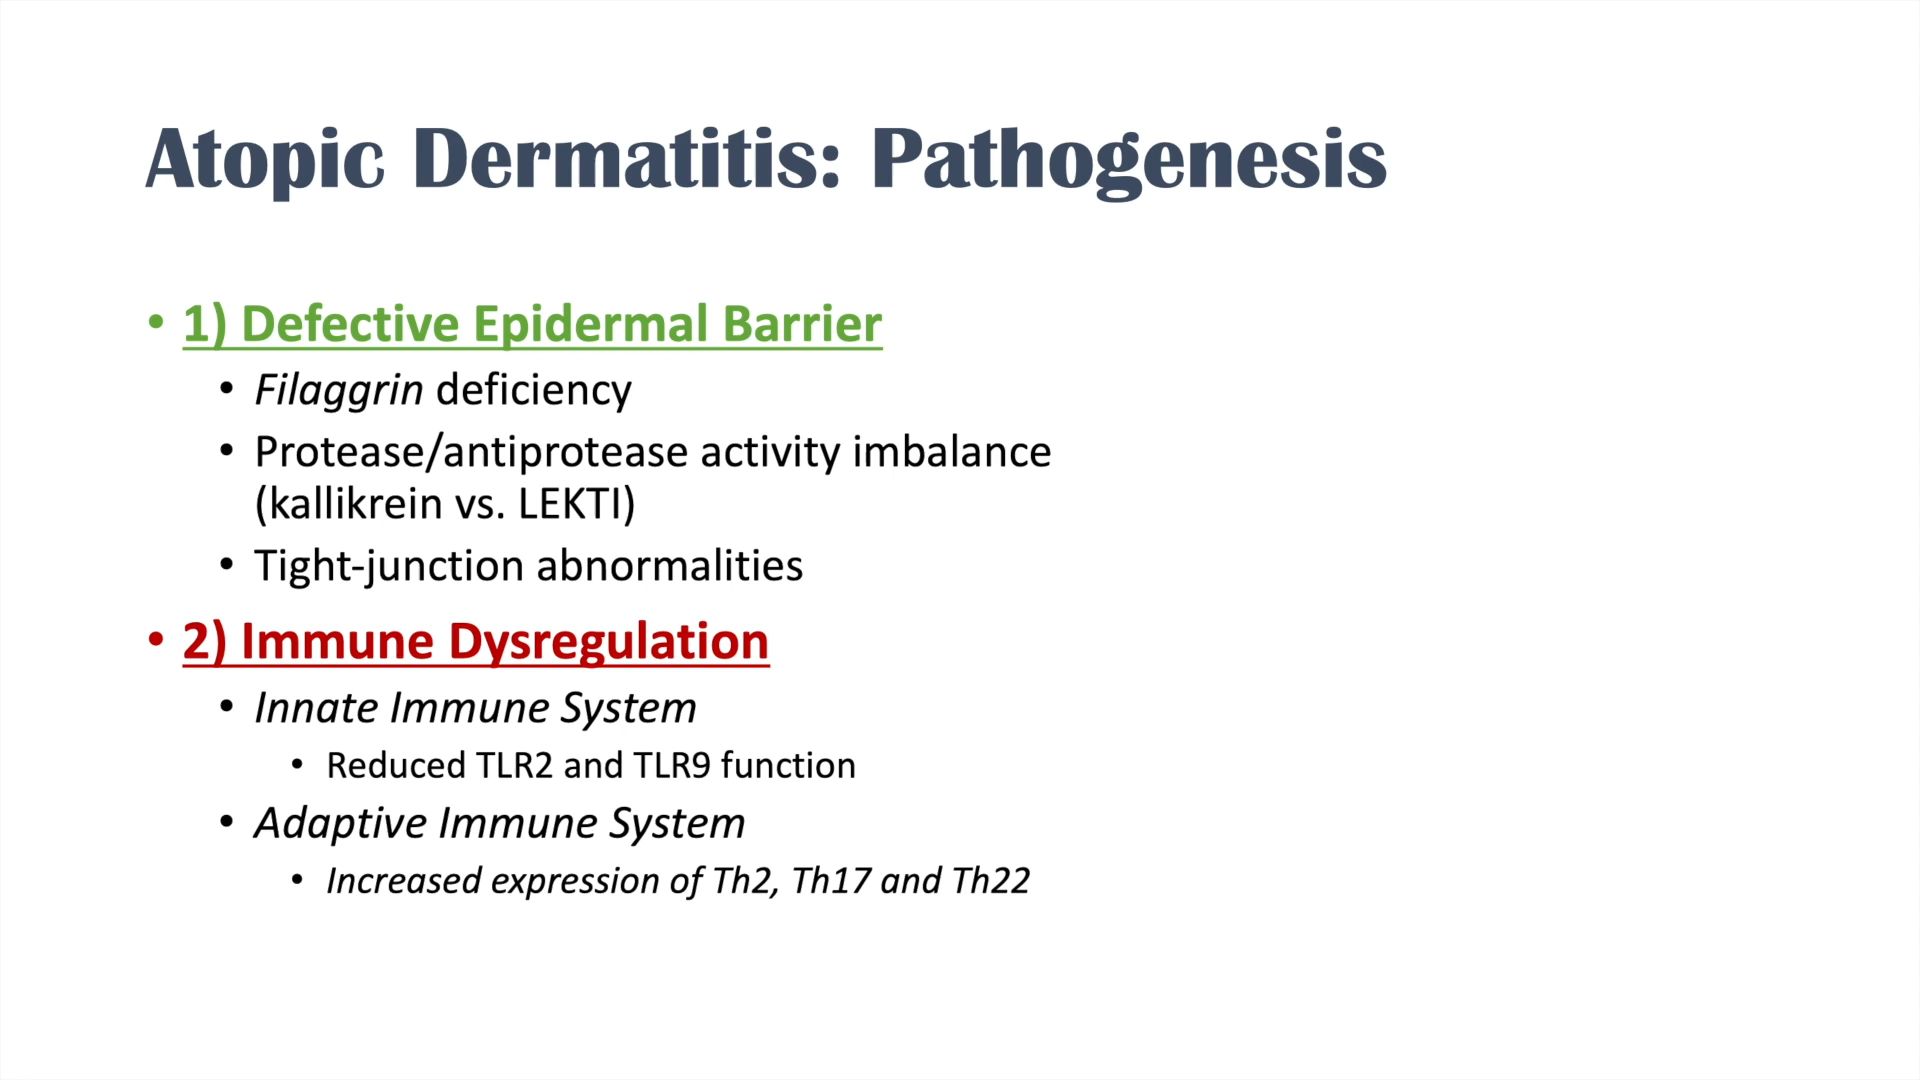 Atopic Dermatitis: Pathogenesis
• 1) Defective Epidermal Barrier
• Filaggrin deficiency
• Protease/antiprotease activity imbalance
(kallikrein vs. LEKTI)
• Tight-junction abnormalities
• 2) Immune Dysregulation
• Innate Immune System
• Reduced TLR2 and TLR9 function
• Adaptive Immune System
• Increased expression of Th2, Th17 and Th22